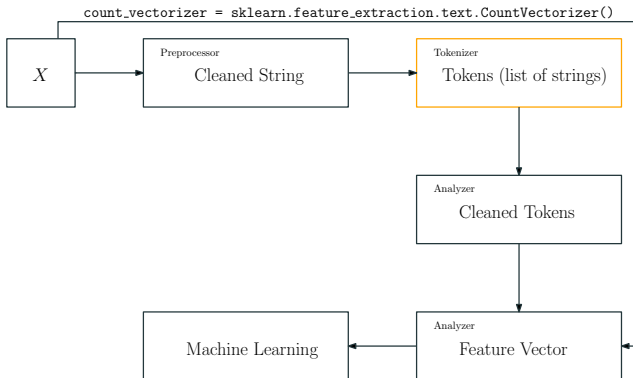 count_vectorizer = sklearn.feature_extraction.text.CountVectorizer()
X
Preprocessor
Cleaned String
Tokenizer
Tokens (list of strings)
Analyzer
Cleaned Tokens
Analyzer
Feature Vector
Machine Learning